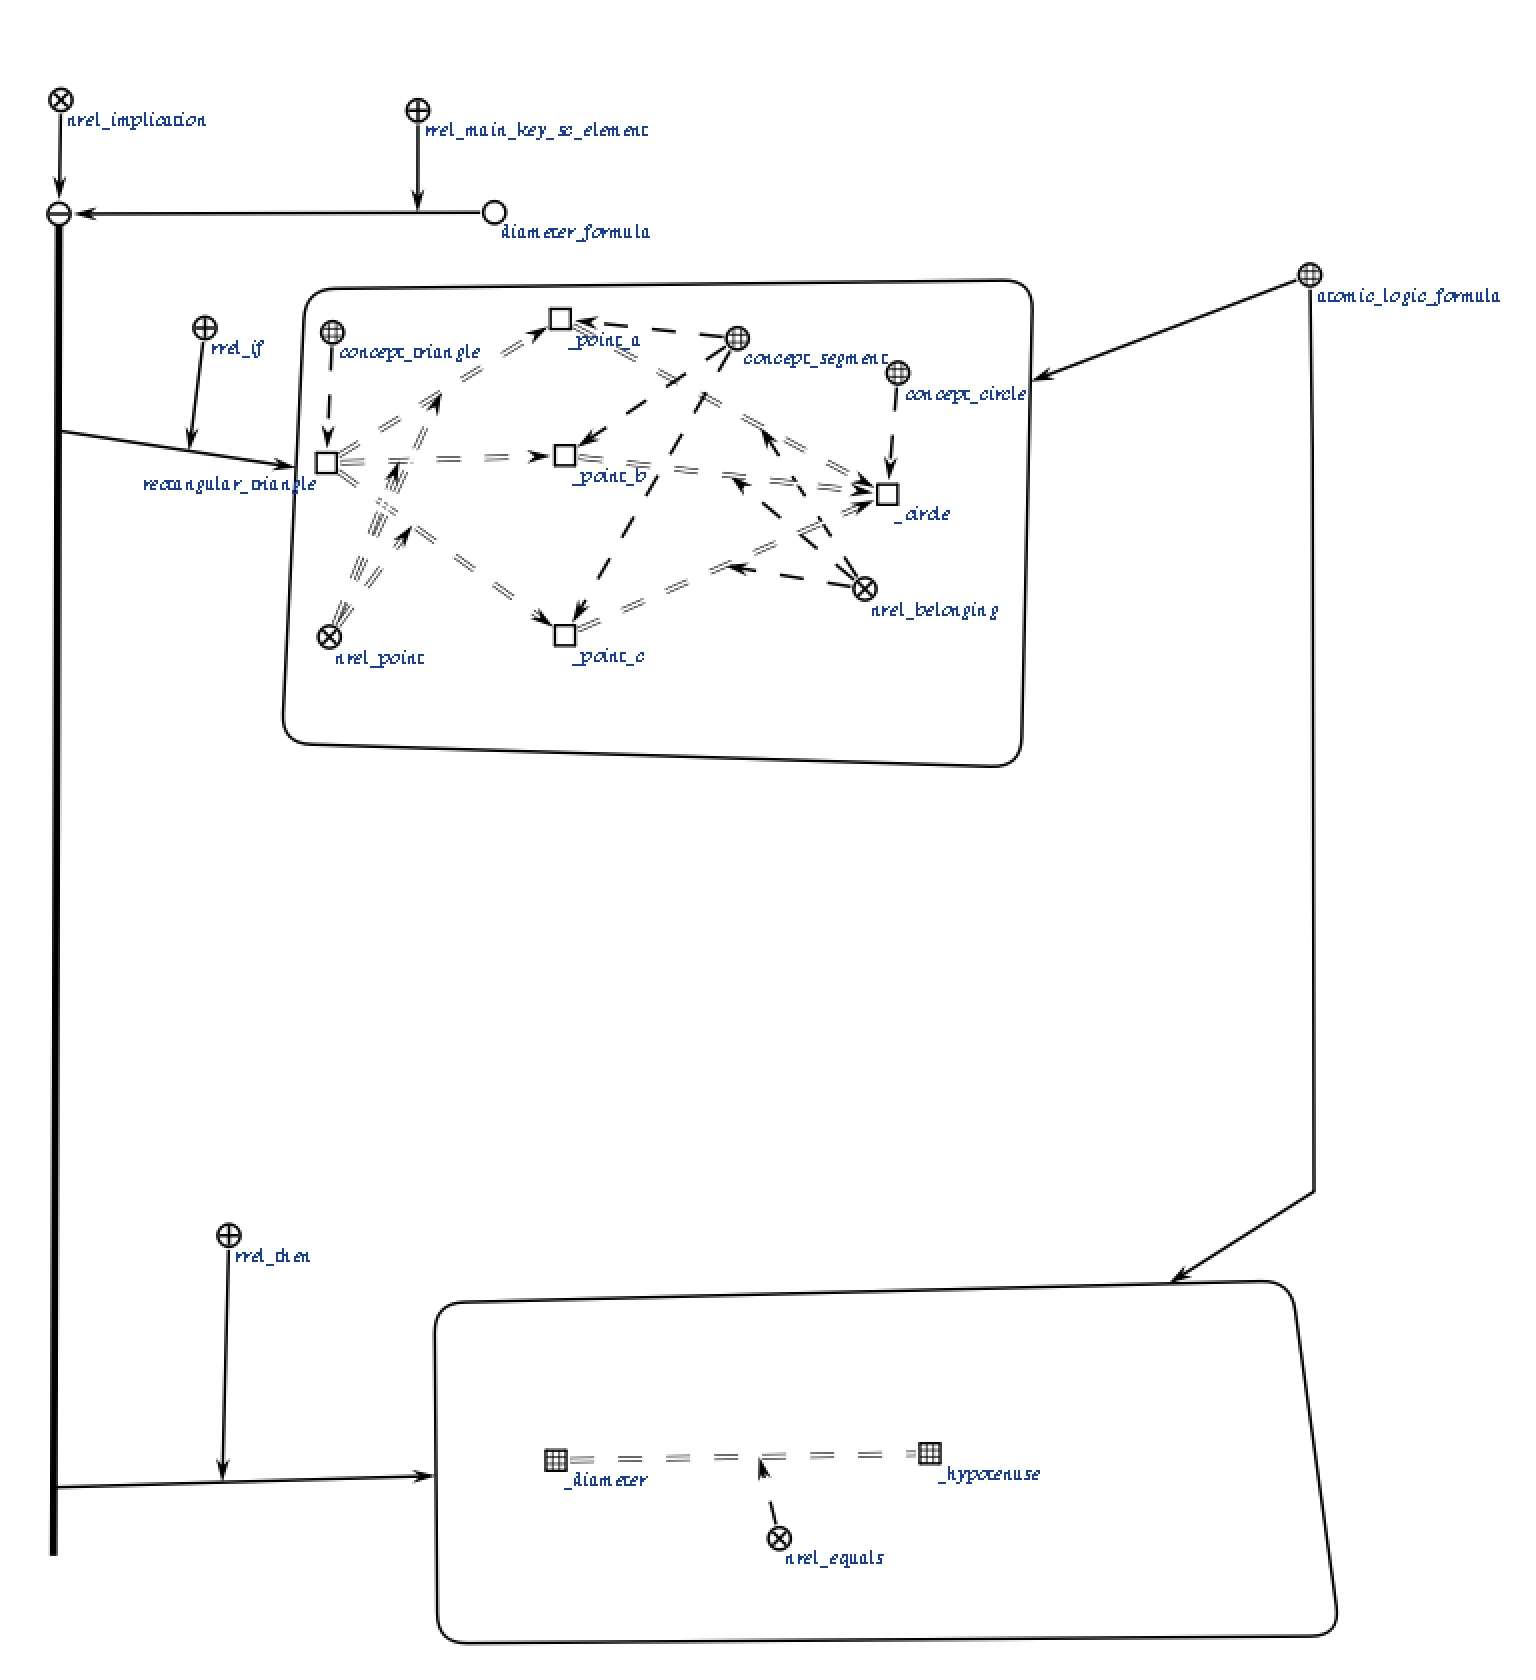 nrel_implication
rrel_main_key_sc_element
diameter_formula
atomic_logic_formula
rrel_if
concept_triangle
_point_a
concept_segment
concept_circle
rectangular_triangle
_point_b
_circle
nrel_belonging
nrel_point
_point_c
rrel_then
_diameter
_hypotenuse
nrel_equals